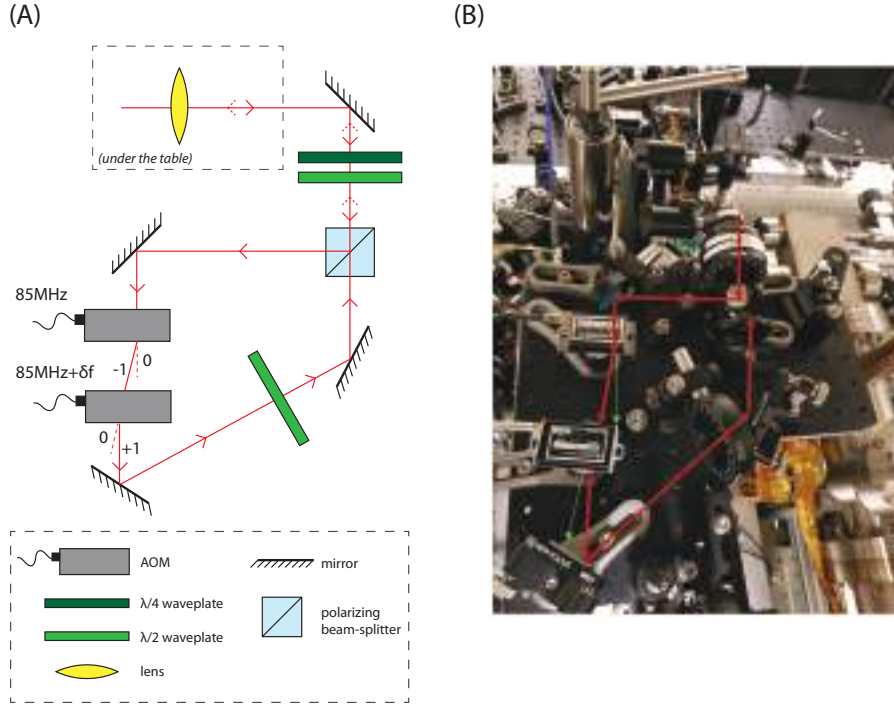 (A)
(B)
(under the table)
85MHz
0
-1
85MHz+δf
0
+1
AOM
mirror
λ/4 waveplate
polarizing
beam-splitter
λ/2 waveplate
lens